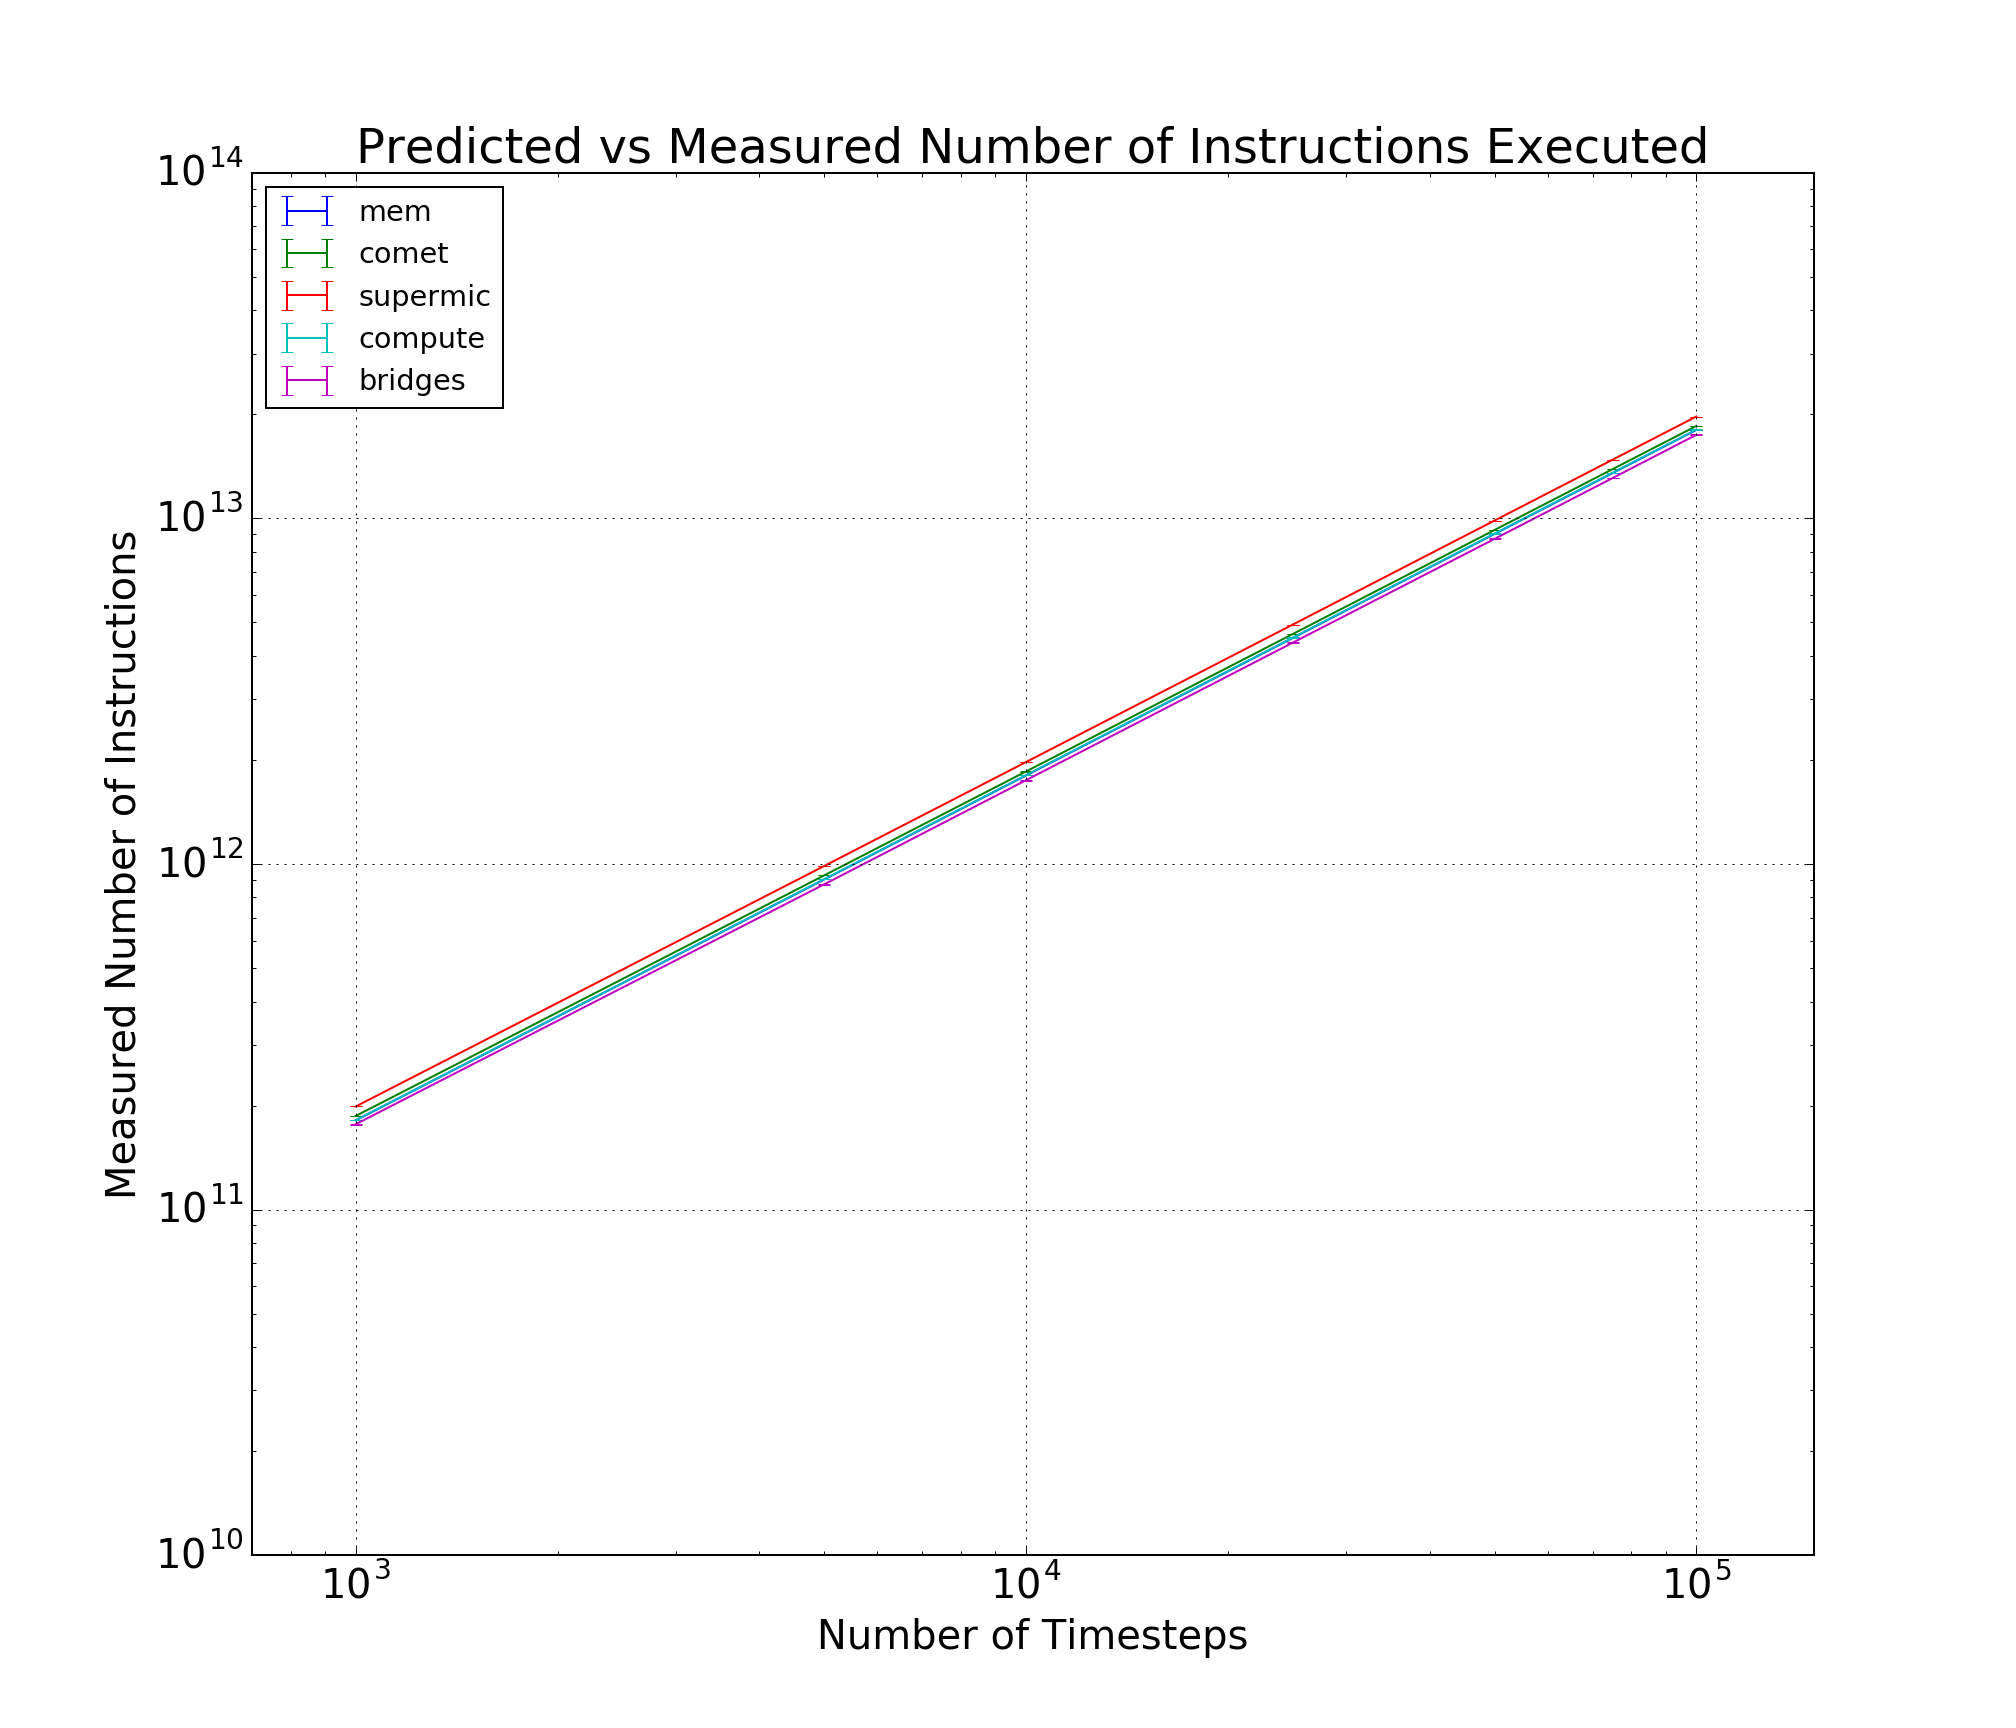 Predicted vs Measured Number of Instructions Executed
10^14
10^13
10^12
10^11
10^10
Measured Number of Instructions
mem
comet
supermic
compute
bridges
10^3 10^4 10^5
Number of Timesteps